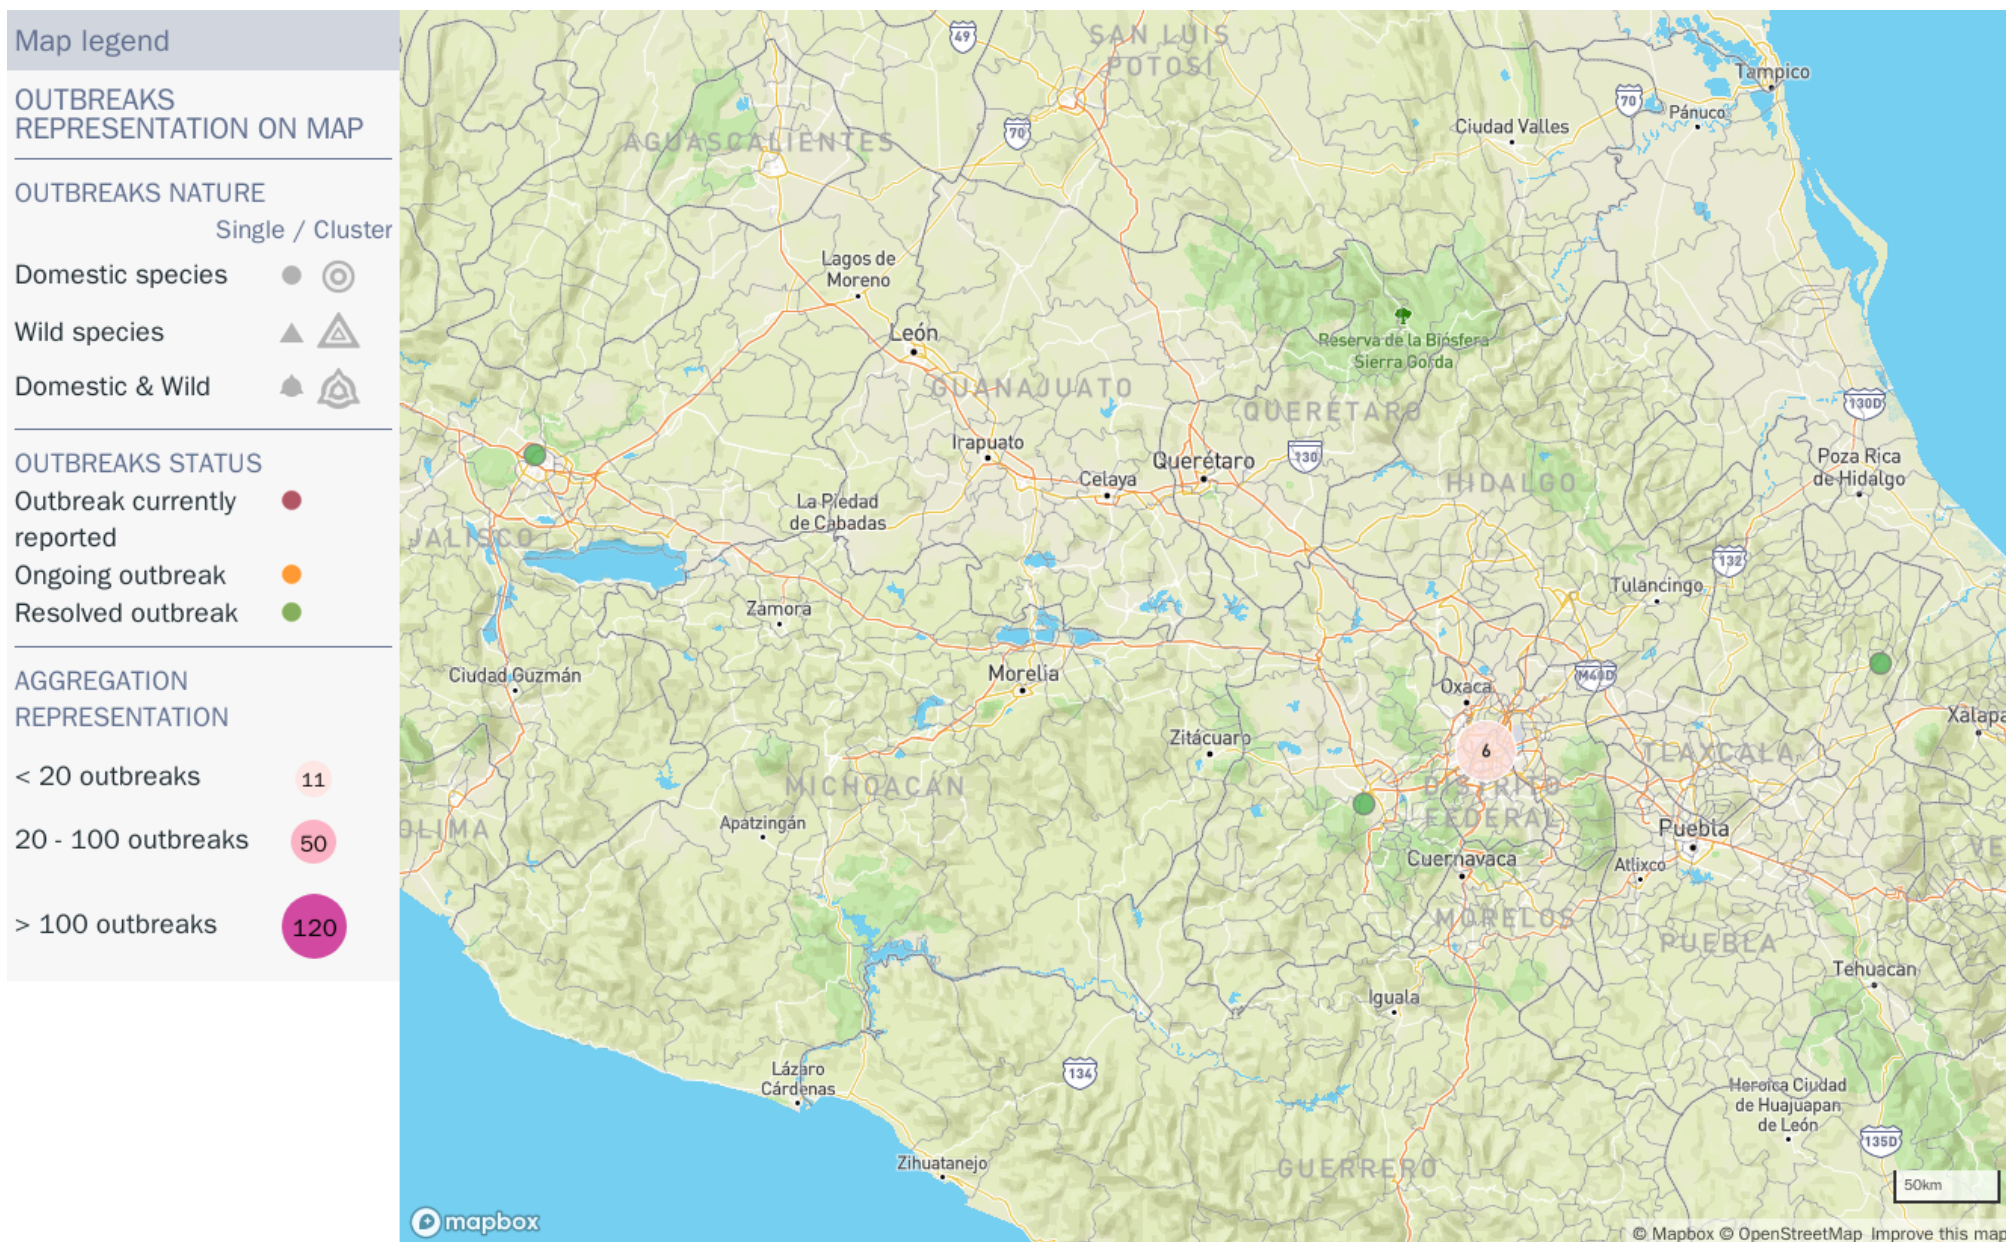 Map legend
OUTBREAKS
REPRESENTATION ON MAP
OUTBREAKS NATURE
Single / Cluster
Domestic species
Wild species
Domestic & Wild
OUTBREAKS STATUS
Outbreak currently
reported
Ongoing outbreak
Resolved outbreak
AGGREGATION
REPRESENTATION
< 20 outbreaks 11
20 - 100 outbreaks 50
> 100 outbreaks 120
49
SAN LUIS
POTOSÍ
Tampico
70
Pánuco
70
Ciudad Valles
AGUASCALIENTES
Lagos de
Moreno
León
Reserva de la Biósfera
Sierra Gorda
GUANAJUATO
QUERÉTARO
130D
Irapuato
Querétaro
130
Celaya
HIDALGO
Poza Rica
de Hidalgo
La Piedad
de Cabadas
JALISCO
132
Tulancingo
Zamora
Ciudad Guzmán
Morelia
M40D
Oxaca
Xalapa
Zitácuaro
6
TLAXCALA
MICHOACÁN
DISTRITO
FEDERAL
OLIMA
Apatzingán
Puebla
VE
Cuernavaca
Atlixco
MORELOS
PUEBLA
Tehuacan
Iguala
Lázaro
Cárdenas
134
Heroica Ciudad
de Huajuapan
de León
135D
Zihuatanejo
GUERRERO
50km
mapbox
© Mapbox © OpenStreetMap Improve this map